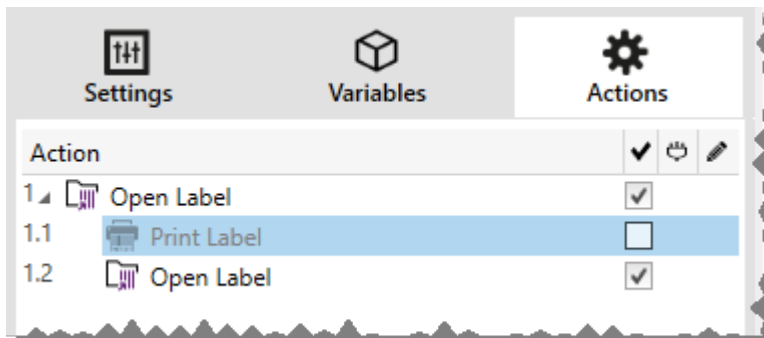 Settings Variables Actions
Action
1 Open Label
1.1 Print Label
1.2 Open Label